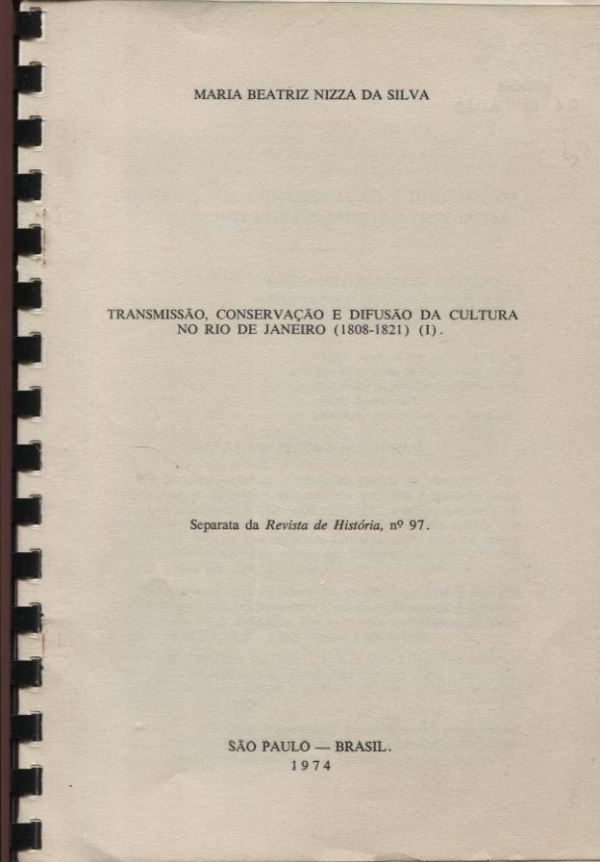 MARIA BEATRIZ NIZZA DA SILVA
TRANSMISSÃO, CONSERVAÇÃO E DIFUSÃO DA CULTURA
NO RIO DE JANEIRO (1808-1821) (I).
Separata da Revista de História, nº 97.
SÃO PAULO — BRASIL.
1974